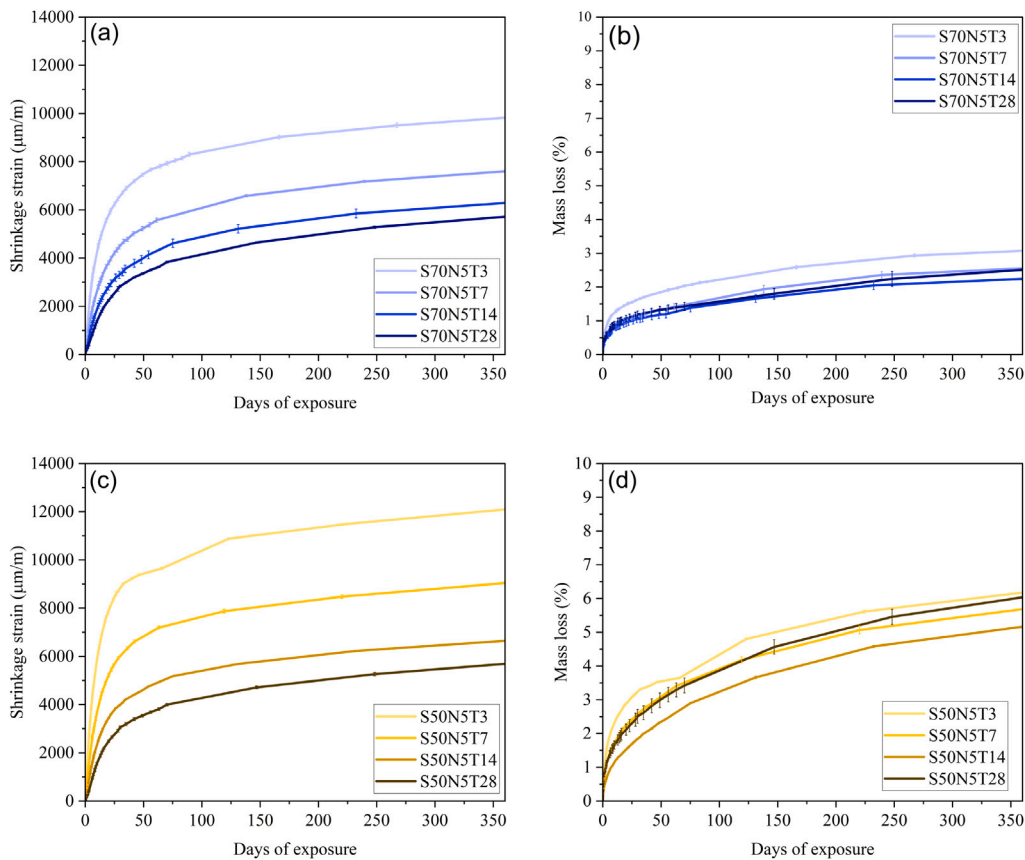 (a)
14000
12000
10000
8000
6000
4000
2000
0
Shrinkage strain (μm/m)
S70N5T3
S70N5T7
S70N5T14
S70N5T28
0 50 100 150 200 250 300 350
Days of exposure
(b)
10
9
8
7
6
5
4
3
2
1
0
Mass loss (%)
S70N5T3
S70N5T7
S70N5T14
S70N5T28
0 50 100 150 200 250 300 350
Days of exposure
(c)
14000
12000
10000
8000
6000
4000
2000
0
Shrinkage strain (μm/m)
S50N5T3
S50N5T7
S50N5T14
S50N5T28
0 50 100 150 200 250 300 350
Days of exposure
(d)
10
9
8
7
6
5
4
3
2
1
0
Mass loss (%)
S50N5T3
S50N5T7
S50N5T14
S50N5T28
0 50 100 150 200 250 300 350
Days of exposure